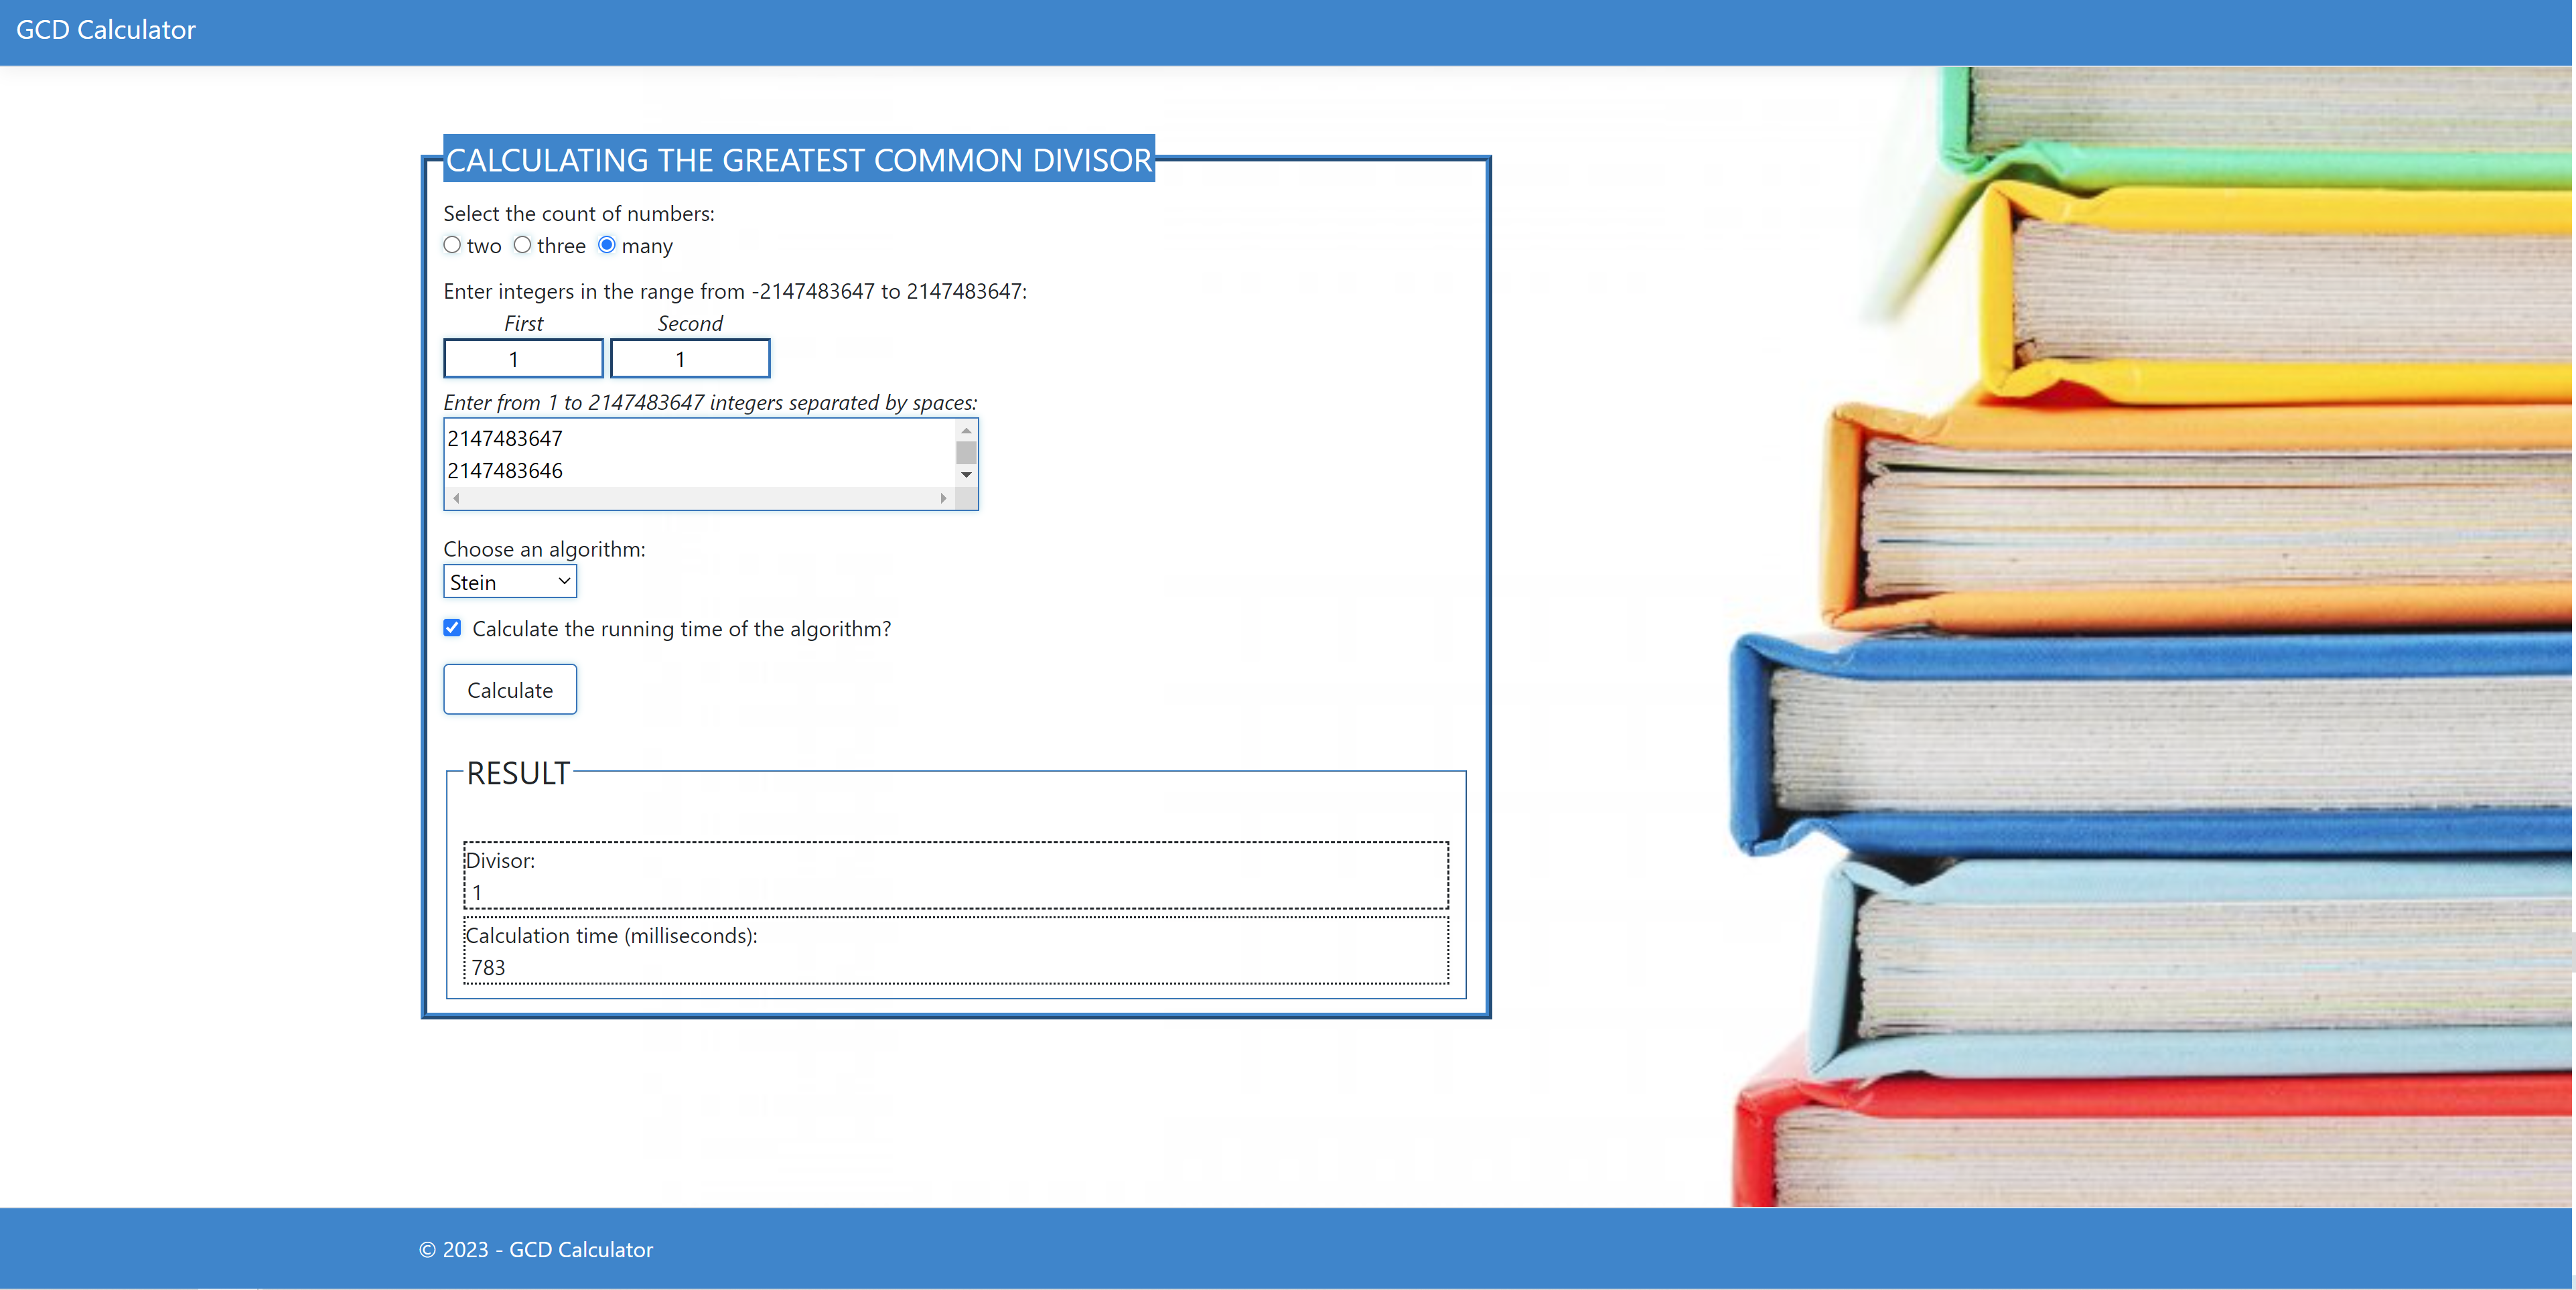 GCD Calculator
CALCULATING THE GREATEST COMMON DIVISOR
Select the count of numbers:
two three many
Enter integers in the range from -2147483647 to 2147483647:
First Second
1 1
Enter from 1 to 2147483647 integers separated by spaces:
2147483647
2147483646
Choose an algorithm:
Stein
Calculate the running time of the algorithm?
Calculate
RESULT
Divisor:
1
Calculation time (milliseconds):
783
© 2023 - GCD Calculator